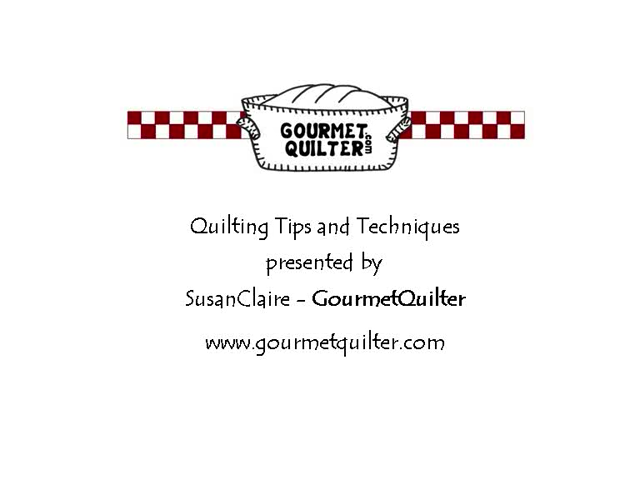 GOURMET
QUILTER.com
Quilting Tips and Techniques
presented by
SusanClaire - GourmetQuilter
www.gourmetquilter.com